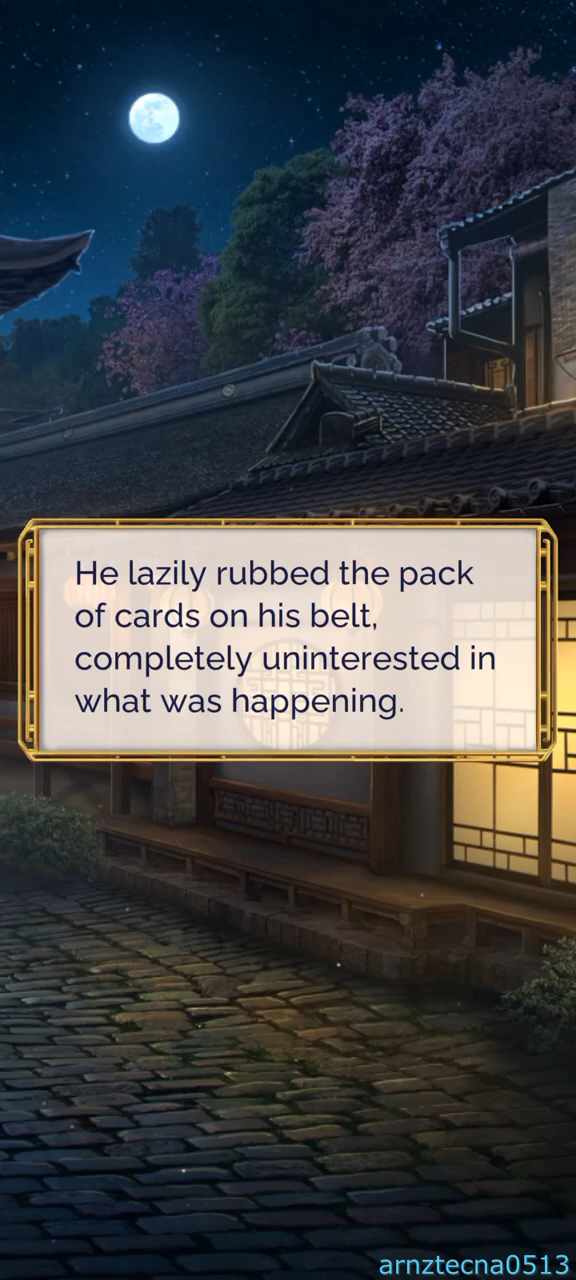 He lazily rubbed the pack
of cards on his belt,
completely uninterested in
what was happening.
arnztecna0513